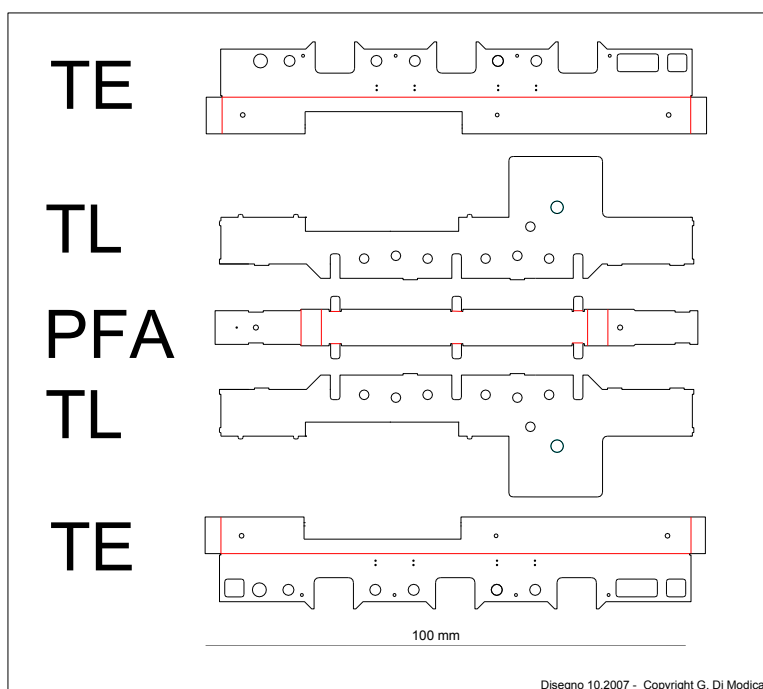 TE
TL
PFA
TL
TE
100 mm
Disegno 10.2007 - Copyright G. Di Modica